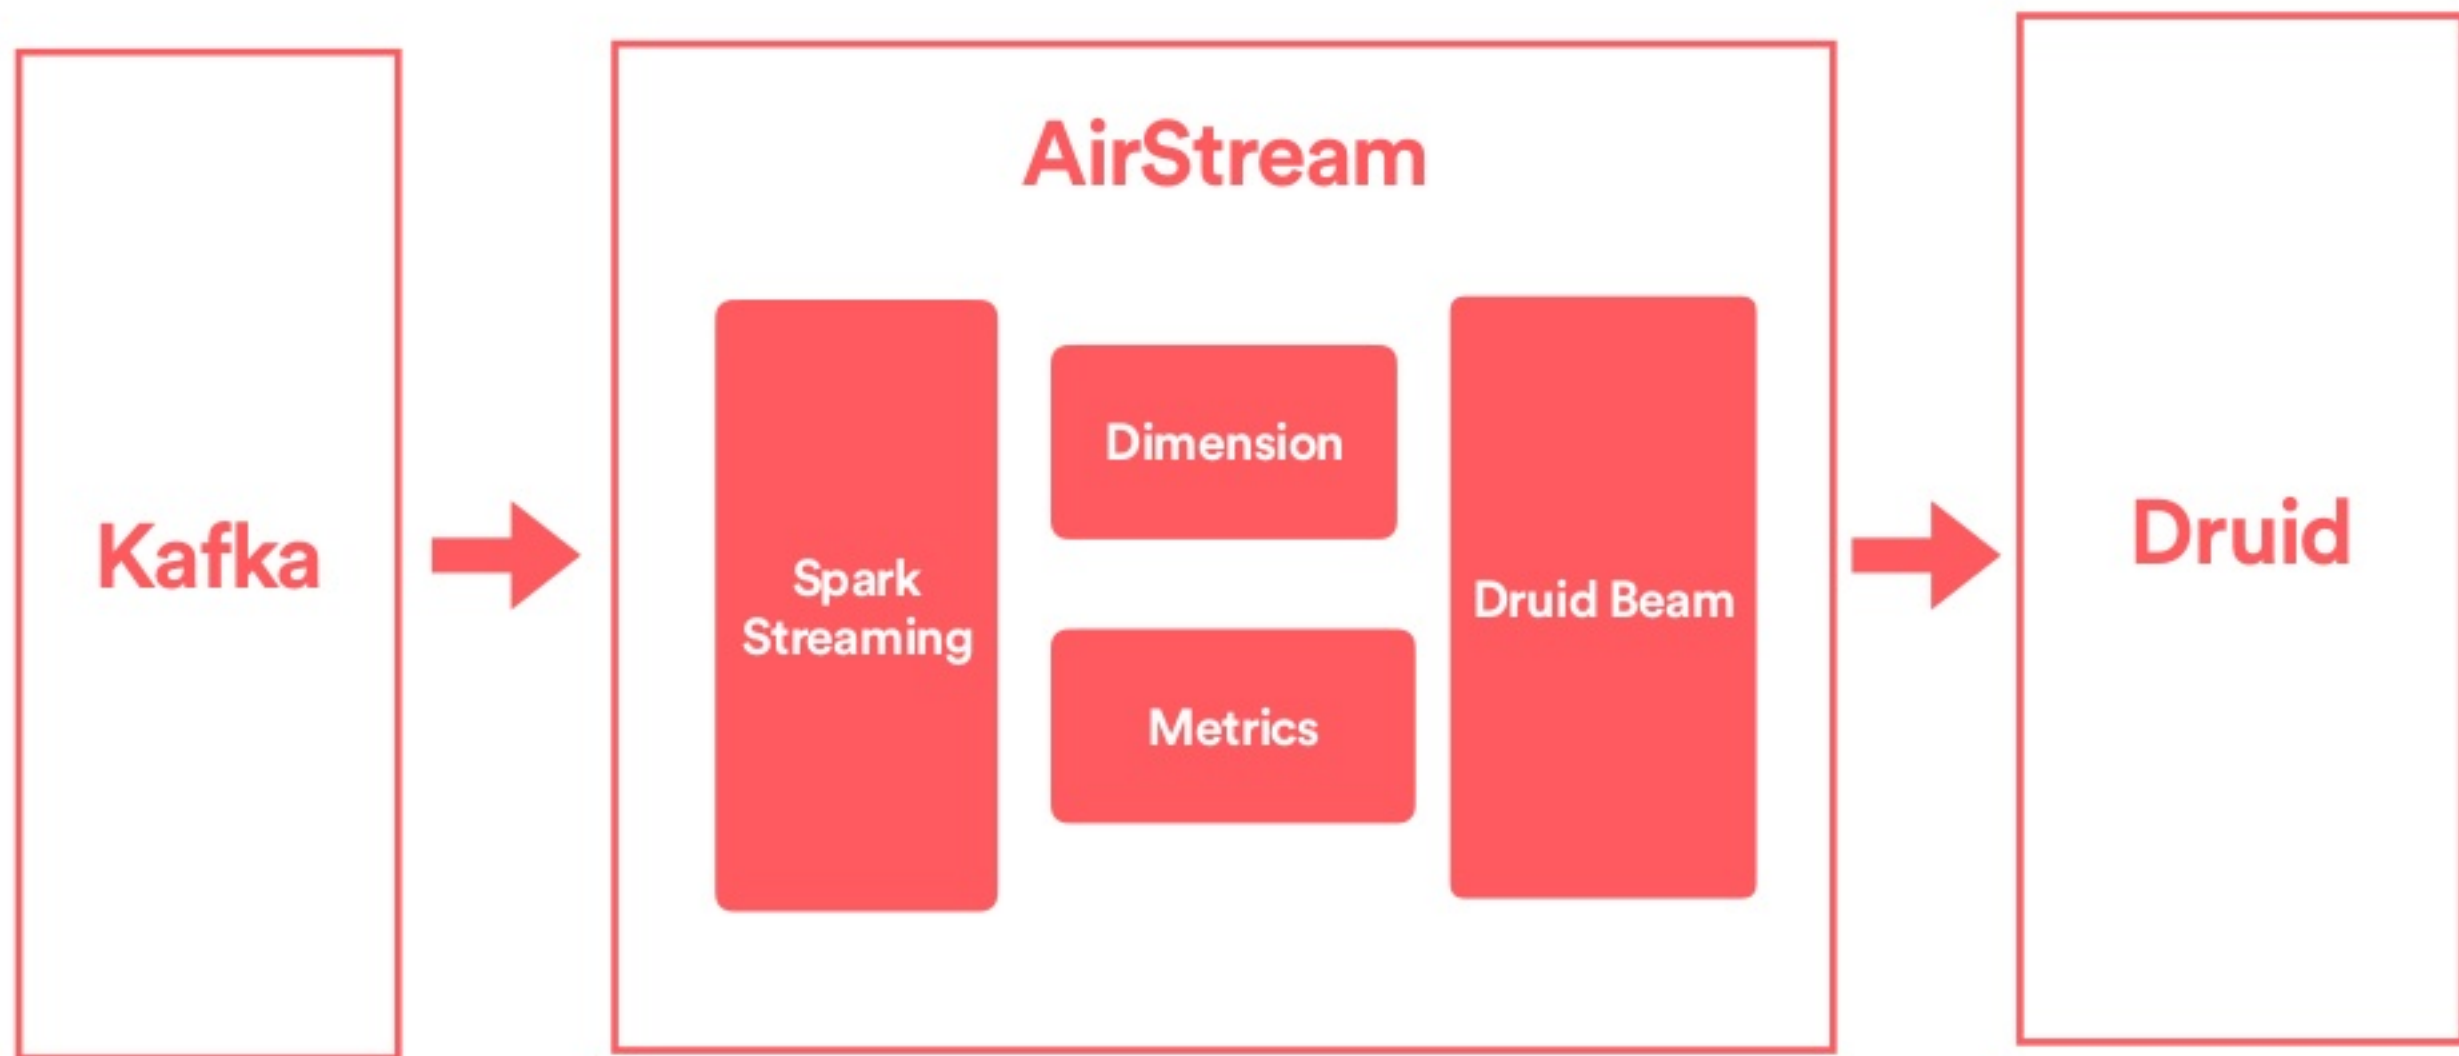 Kafka
AirStream
Spark
Streaming
Dimension
Metrics
Druid Beam
Druid